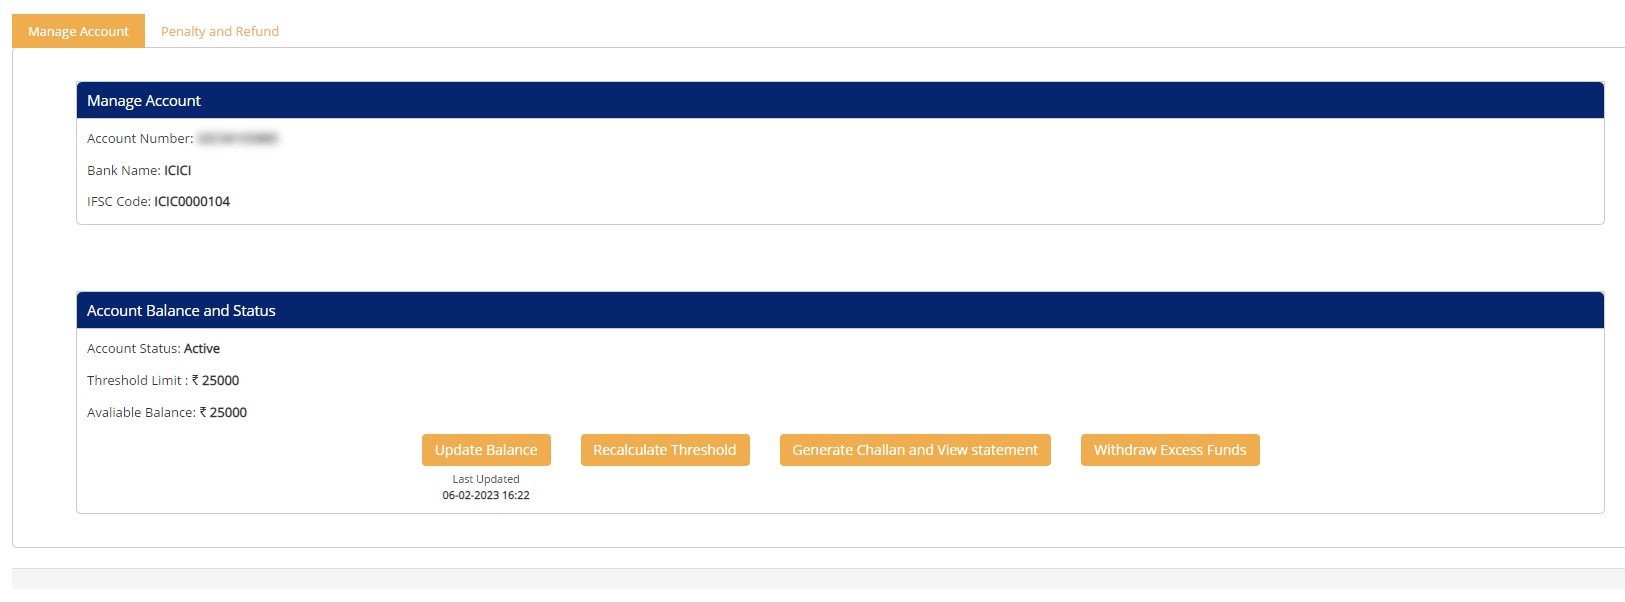 Manage Account Penalty and Refund
Manage Account
Account Number:
Bank Name: ICICI
IFSC Code: ICIC0000104
Account Balance and Status
Account Status: Active
Threshold Limit : ₹ 25000
Avaliable Balance: ₹ 25000
Update Balance Recalculate Threshold Generate Challan and View statement Withdraw Excess Funds
Last Updated
06-02-2023 16:22